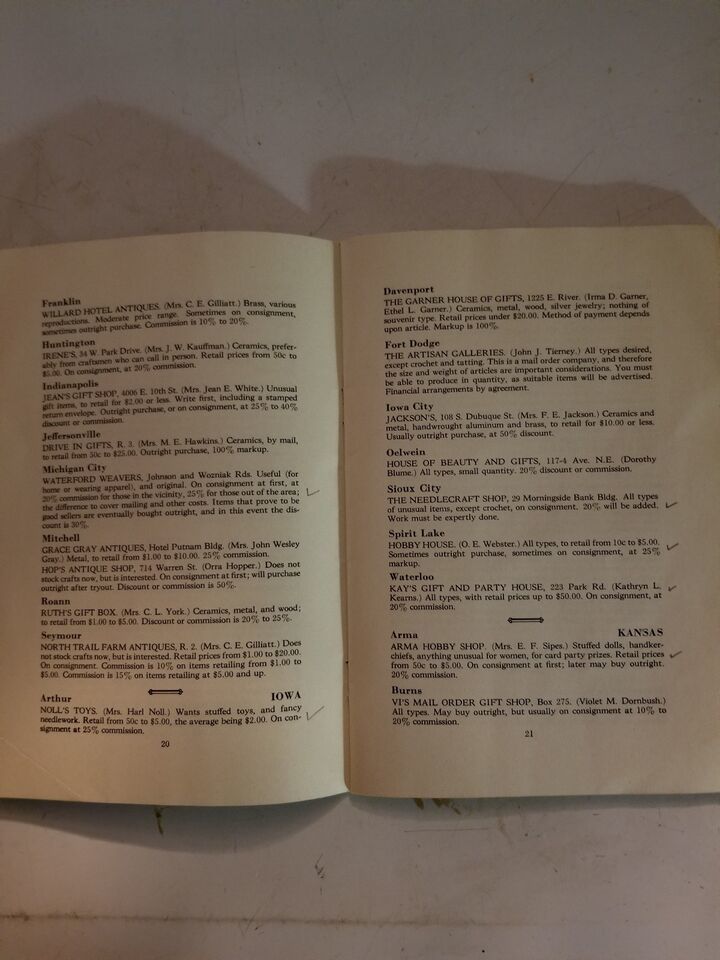 Franklin
WILLARD HOTEL ANTIQUES. (Mrs. C. E. Gilliatt.) Brass, various
reproductions. Moderate price range. Sometimes on consignment,
sometimes outright purchase. Commission is 10% to 20%.
Huntington
IRENE'S, 34 W. Park Drive. (Mrs. J. W. Kauffman.) Ceramics, prefer-
ably from craftsmen who can call in person. Retail prices from 50c to
$5.00. On consignment, at 20% commission.
Indianapolis
JEAN'S GIFT SHOP, 4006 E. 10th St. (Mrs. Jean E. White.) Unusual
gift items, to retail for $2.00 or less. Write first, including a stamped
return envelope. Outright purchase, or on consignment, at 25% to 40%
discount or commission.
Jeffersonville
DRIVE IN GIFTS, R. 3. (Mrs. M. E. Hawkins.) Ceramics, by mail,
to retail from 50c to $25.00. Outright purchase, 100% markup.
Michigan City
WATERFORD WEAVERS, Johnson and Wozniak Rds. Useful (for
home or wearing apparel), and original. On consignment at first, at
20% commission for those in the vicinity, 25% for those out of the area;
the difference to cover mailing and other costs. Items that prove to be
good sellers are eventually bought outright, and in this event the dis-
count is 30%.
Mitchell
GRACE GRAY ANTIQUES, Hotel Putnam Bldg. (Mrs. John Wesley
Gray.) Metal, to retail from $1.00 to $10.00. 25% commission.
HOP'S ANTIQUE SHOP, 714 Warren St. (Orra Hopper.) Does not
stock crafts now, but is interested. On consignment at first; will purchase
outright after tryout. Discount or commission is 50%.
Roann
RUTH'S GIFT BOX. (Mrs. C. L. York.) Ceramics, metal, and wood;
to retail from $1.00 to $5.00. Discount or commission is 20% to 25%.
Seymour
NORTH TRAIL FARM ANTIQUES, R. 2. (Mrs. C. E. Gilliatt.) Does
not stock crafts now, but is interested. Retail prices from $1.00 to $20.00.
On consignment. Commission is 10% on items retailing from $1.00 to
$5.00. Commission is 15% on items retailing at $5.00 and up.
Arthur IOWA
NOLL'S TOYS. (Mrs. Harl Noll.) Wants stuffed toys, and fancy
needlework. Retail from 50c to $5.00, the average being $2.00. On con-
signment at 25% commission.
20
Davenport
THE GARNER HOUSE OF GIFTS, 1225 E. River. (Irma D. Garner,
Ethel L. Garner.) Ceramics, metal, wood, silver jewelry; nothing of
souvenir type. Retail prices under $20.00. Method of payment depends
upon article. Markup is 100%.
Fort Dodge
THE ARTISAN GALLERIES. (John J. Tierney.) All types desired,
except crochet and tatting. This is a mail order company, and therefore
the size and weight of articles are important considerations. You must
be able to produce in quantity, as suitable items will be advertised.
Financial arrangements by agreement.
Iowa City
JACKSON'S, 108 S. Dubuque St. (Mrs. F. E. Jackson.) Ceramics and
metal, handwrought aluminum and brass, to retail for $10.00 or less.
Usually outright purchase, at 50% discount.
Oelwein
HOUSE OF BEAUTY AND GIFTS, 117-4 Ave. N.E. (Dorothy
Blume.) All types, small quantity. 20% discount or commission.
Sioux City
THE NEEDLECRAFT SHOP, 29 Morningside Bank Bldg. All types
of unusual items, except crochet, on consignment. 20% will be added.
Work must be expertly done.
Spirit Lake
HOBBY HOUSE. (O. E. Webster.) All types, to retail from 10c to $5.00.
Sometimes outright purchase, sometimes on consignment, at 25%
markup.
Waterloo
KAY'S GIFT AND PARTY HOUSE, 223 Park Rd. (Kathryn L.
Kearns.) All types, with retail prices up to $50.00. On consignment, at
20% commission.
Arma KANSAS
ARMA HOBBY SHOP. (Mrs. E. F. Sipes.) Stuffed dolls, handker-
chiefs, anything unusual for women, for card party prizes. Retail prices
from 50c to $5.00. On consignment at first; later may buy outright.
20% commission.
Burns
VI'S MAIL ORDER GIFT SHOP, Box 275. (Violet M. Dornbush.)
All types. May buy outright, but usually on consignment at 10% to
20% commission.
21